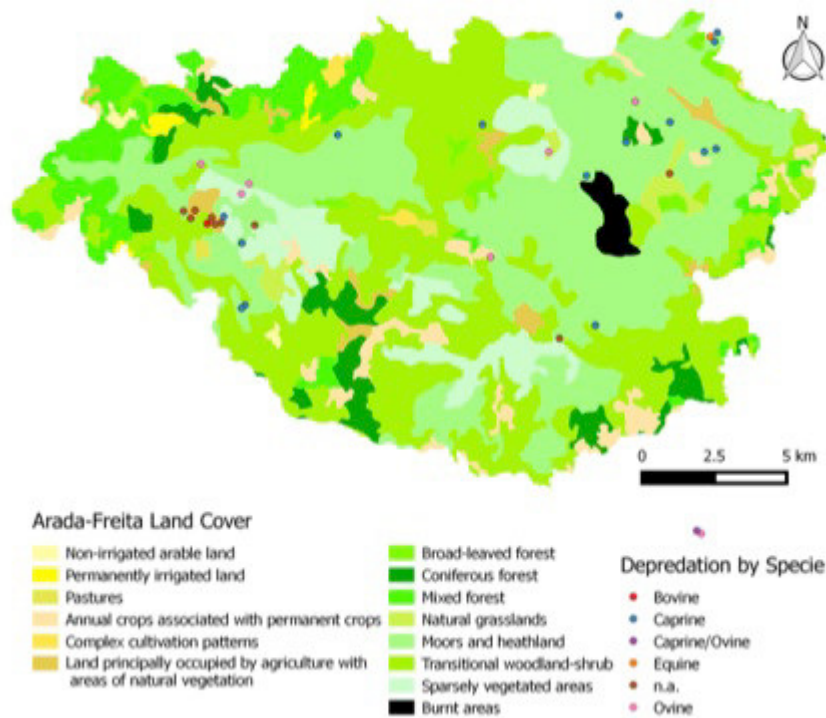 N
0 2.5 5 km
Arada-Freita Land Cover
Non-irrigated arable land
Permanently irrigated land
Pastures
Annual crops associated with permanent crops
Complex cultivation patterns
Land principally occupied by agriculture with
areas of natural vegetation
Broad-leaved forest
Coniferous forest
Mixed forest
Natural grasslands
Moors and heathland
Transitional woodland-shrub
Sparsely vegetated areas
Burnt areas
Depredation by Specie
Bovine
Caprine
Caprine/Ovine
Equine
n.a.
Ovine